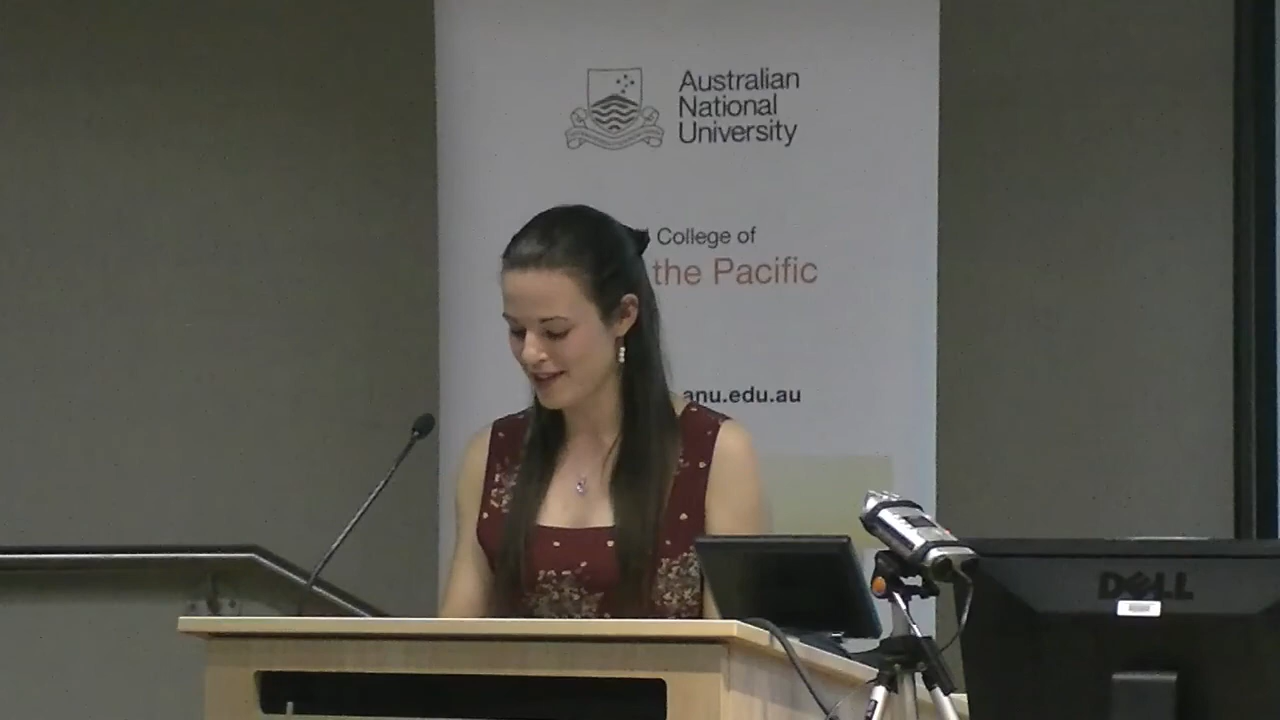 Australian
National
University
College of
the Pacific
anu.edu.au
DELL